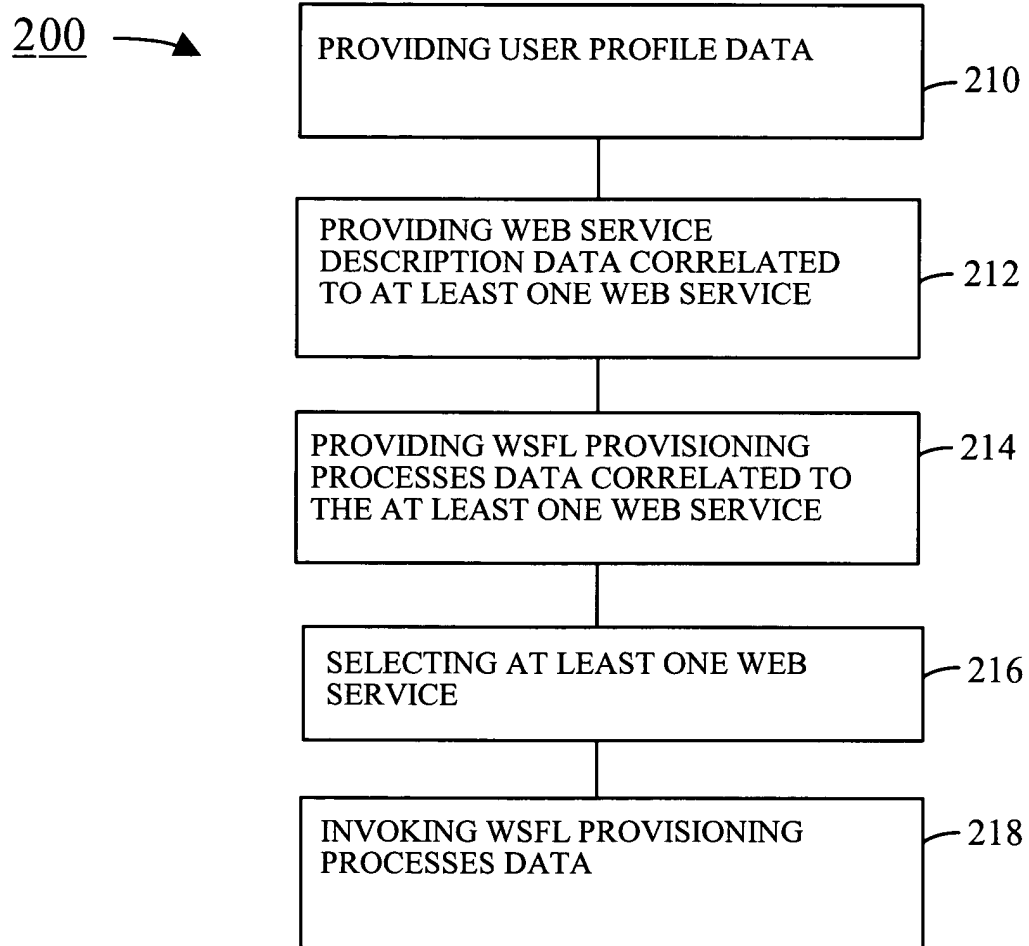 200
PROVIDING USER PROFILE DATA
210
PROVIDING WEB SERVICE
DESCRIPTION DATA CORRELATED
TO AT LEAST ONE WEB SERVICE
212
PROVIDING WSFL PROVISIONING
PROCESSES DATA CORRELATED TO
THE AT LEAST ONE WEB SERVICE
214
SELECTING AT LEAST ONE WEB
SERVICE
216
INVOKING WSFL PROVISIONING
PROCESSES DATA
218